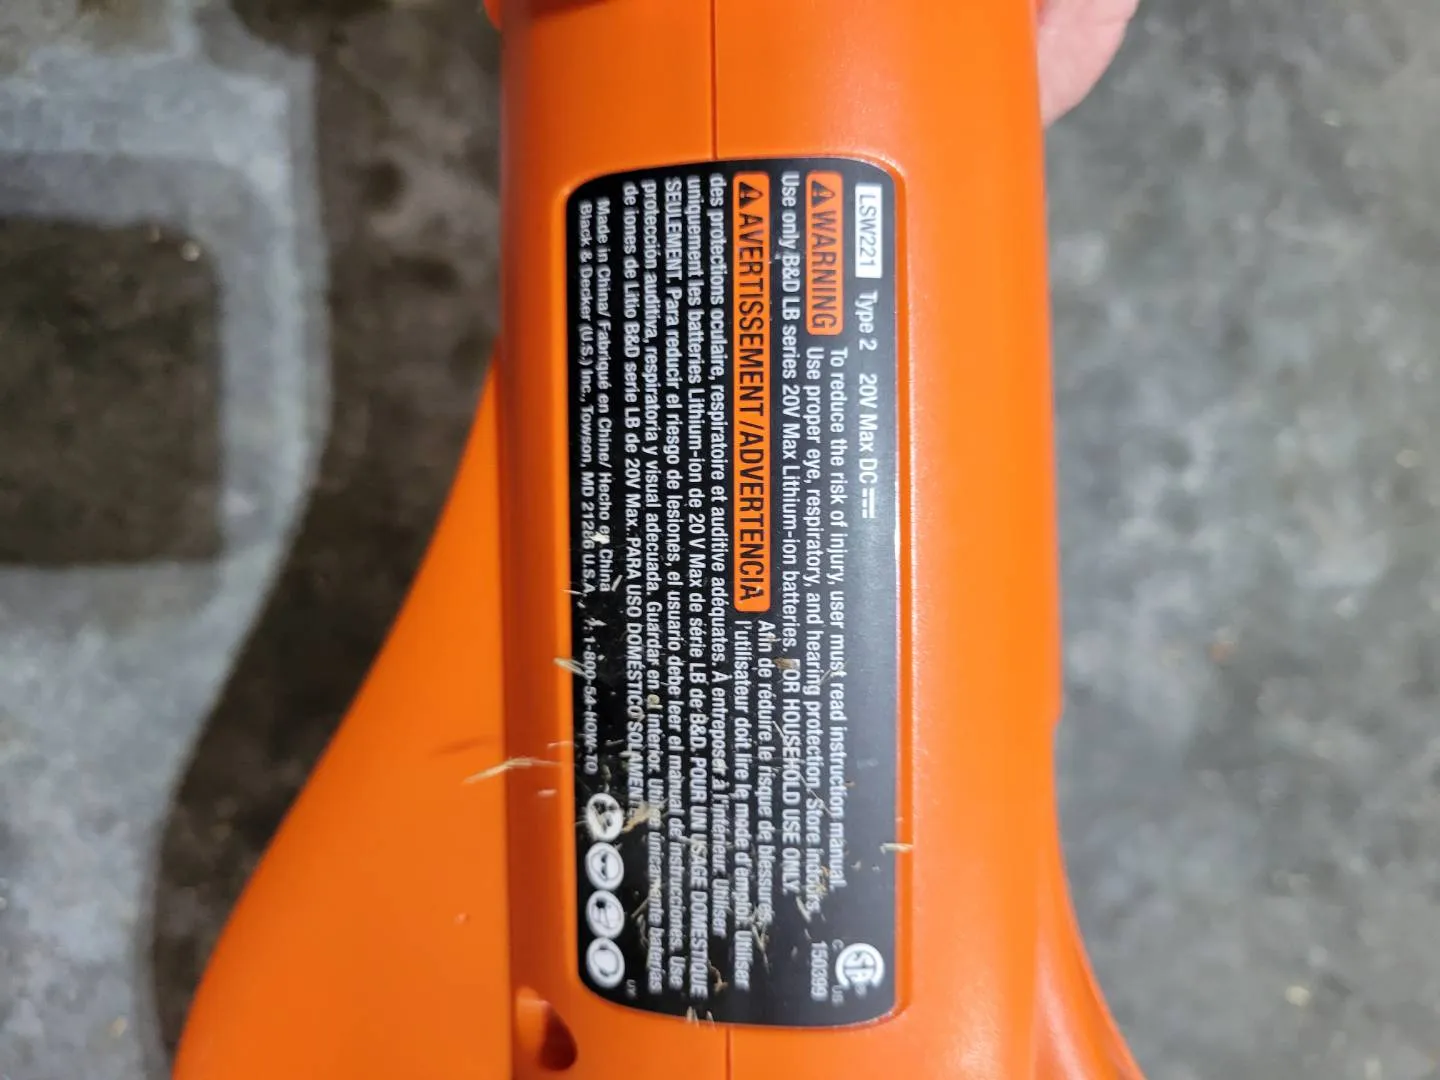 LSW221 Type 2 20V Max DC
⚠WARNING To reduce the risk of injury, user must read instruction manual.
Use proper eye, respiratory, and hearing protection. Store indoors.
Use only B&D LB series 20V Max Lithium-ion batteries. FOR HOUSEHOLD USE ONLY.
⚠AVERTISSEMENT/ADVERTENCIA Afin de réduire le risque de blessures,
l'utilisateur doit lire le mode d'emploi. Utiliser
des protections oculaire, respiratoire et auditive adéquates. À entreposer à l'intérieur. Utiliser
uniquement les batteries Lithium-ion de 20 V Max de série LB de B&D. POUR UN USAGE DOMESTIQUE
SEULEMENT. Para reducir el riesgo de lesiones, el usuario debe leer el manual de instrucciones. Use
protección auditiva, respiratoria y visual adecuada. Guardar en el interior. Utilice únicamente baterías
de iones de Litio B&D serie LB de 20V Max. PARA USO DOMÉSTICO SOLAMENTE.
Made in China/ Fabriqué en Chine/ Hecho en China
Black & Decker (U.S.) Inc., Towson, MD 21286 U.S.A. 1-800-54-HOW-TO
SA
C US
150399